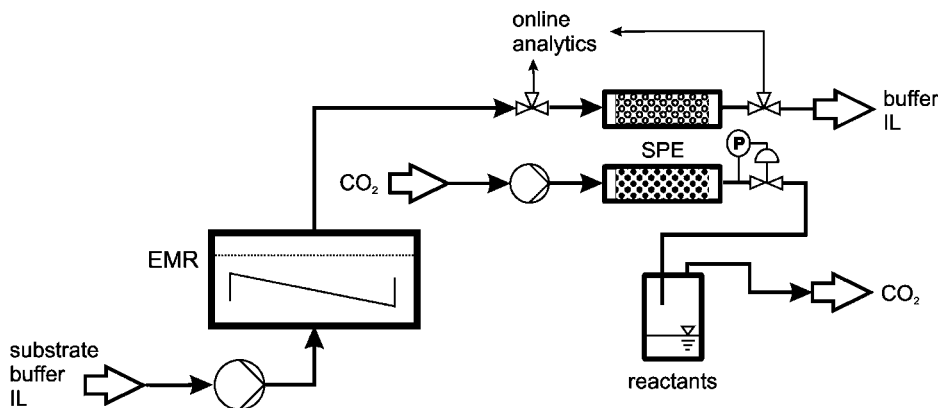 online
analytics
buffer
IL
SPE
P
CO₂
EMR
CO₂
substrate
buffer
IL
reactants